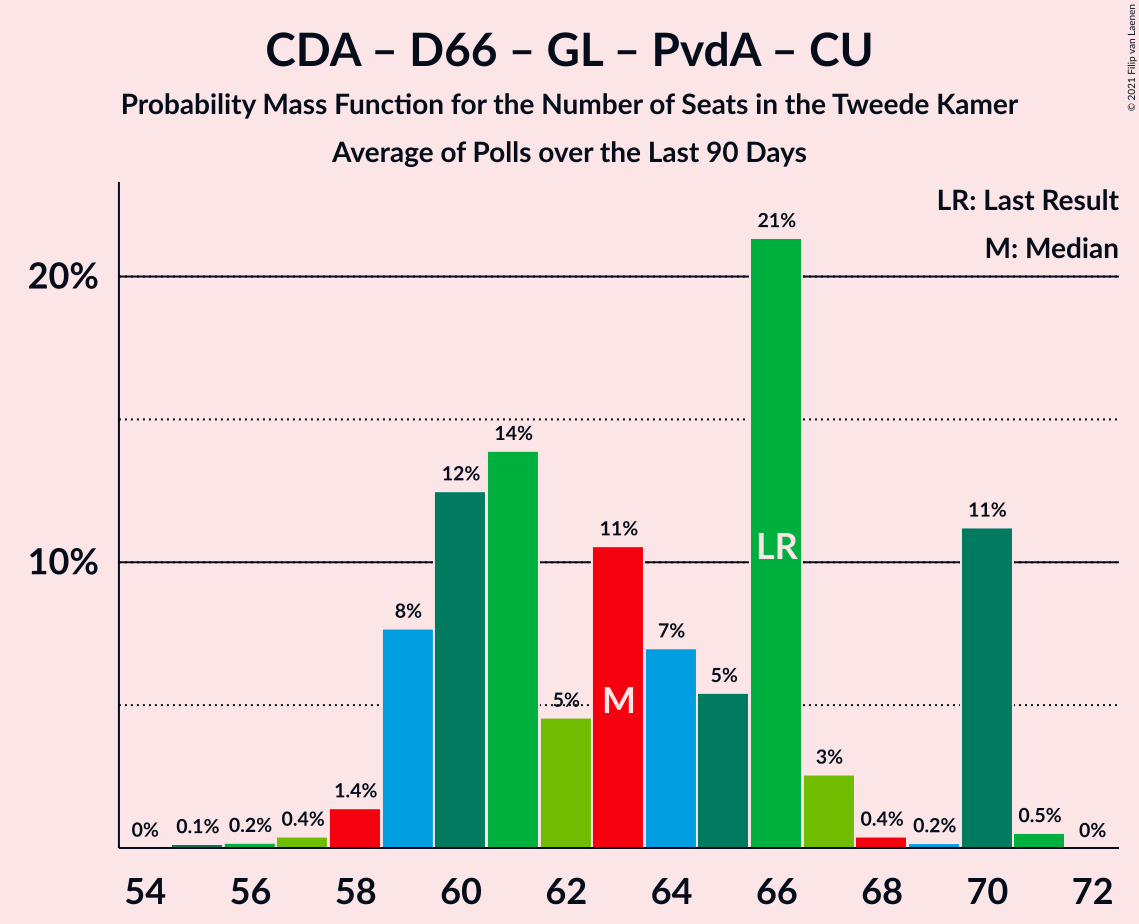 CDA – D66 – GL – PvdA – CU
Probability Mass Function for the Number of Seats in the Tweede Kamer
Average of Polls over the Last 90 Days
© 2021 Filip van Laenen
LR: Last Result
M: Median
20%
10%
0%
0.1%
0.2%
0.4%
1.4%
8%
12%
14%
5%
11%
7%
5%
21%
3%
0.4%
0.2%
11%
0.5%
0%
M
LR
54 56 58 60 62 64 66 68 70 72